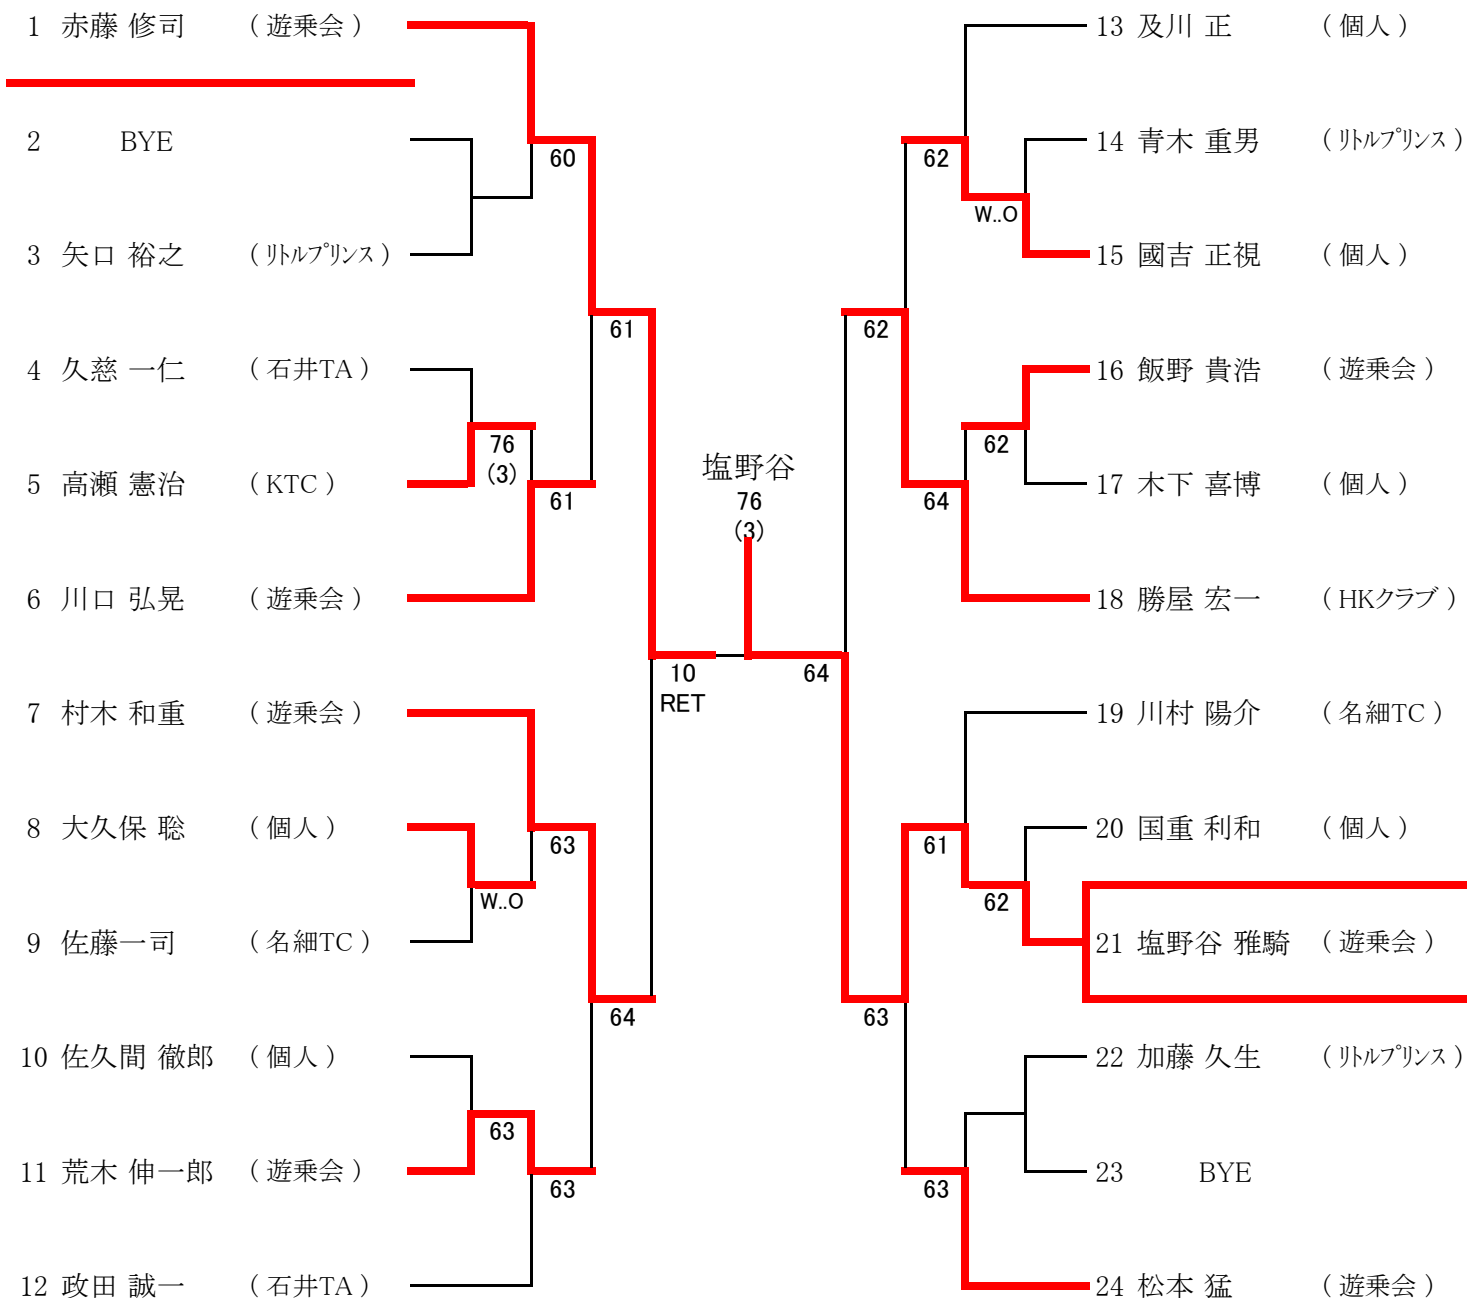 1 赤藤 修司 （ 遊乗会 ）
2 BYE
3 矢口 裕之 （ リトルプリンス ）
4 久慈 一仁 （ 石井TA ）
5 高瀬 憲治 （ KTC ）
6 川口 弘晃 （ 遊乗会 ）
7 村木 和重 （ 遊乗会 ）
8 大久保 聡 （ 個人 ）
9 佐藤一司 （ 名細TC ）
10 佐久間 徹郎 （ 個人 ）
11 荒木 伸一郎 （ 遊乗会 ）
12 政田 誠一 （ 石井TA ）
60
76
(3)
61
W..O
63
63
63
61
64
10
RET
塩野谷
76
(3)
64
62
63
62
64
61
63
W..O
62
62
13 及川 正 （ 個人 ）
14 青木 重男 （ リトルプリンス ）
15 國吉 正視 （ 個人 ）
16 飯野 貴浩 （ 遊乗会 ）
17 木下 喜博 （ 個人 ）
18 勝屋 宏一 （ HKクラブ ）
19 川村 陽介 （ 名細TC ）
20 国重 利和 （ 個人 ）
21 塩野谷 雅騎 （ 遊乗会 ）
22 加藤 久生 （ リトルプリンス ）
23 BYE
24 松本 猛 （ 遊乗会 ）